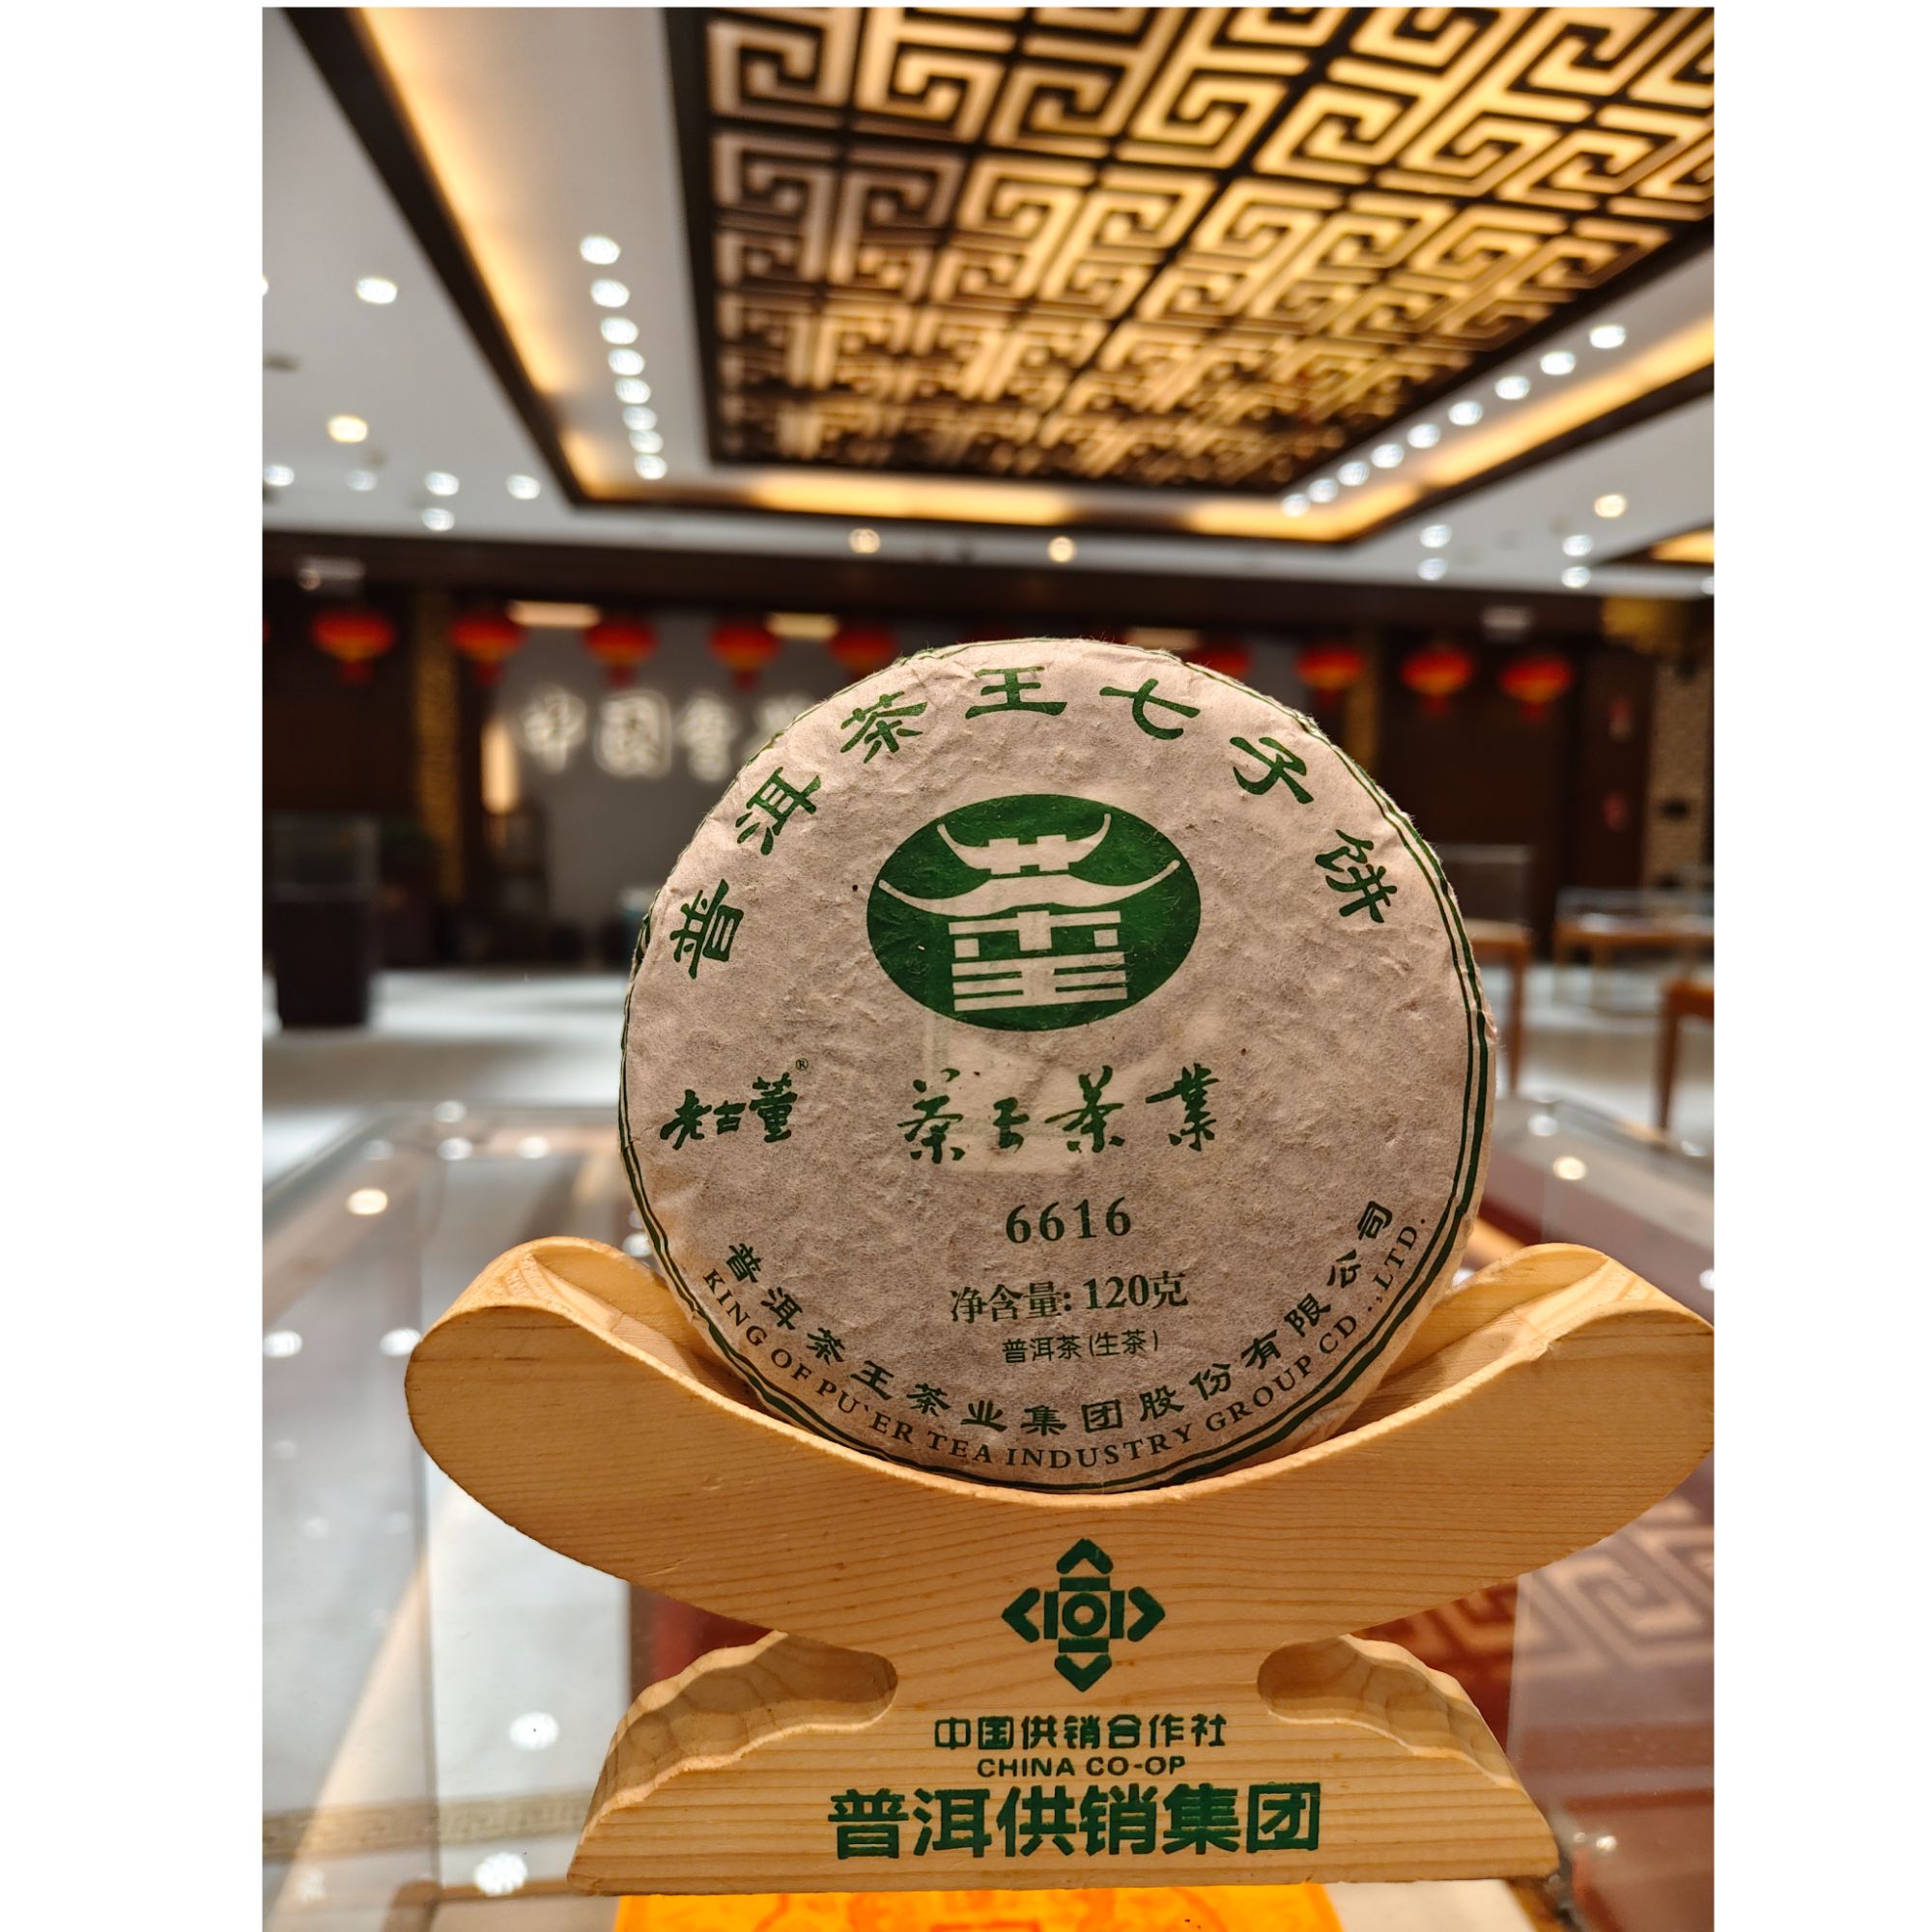 中国
普洱茶王七子饼
老古董®
茶王茶業
6616
净含量: 120克
普洱茶(生茶)
普洱茶王茶业集团股份有限公司
KING OF PU`ER TEA INDUSTRY GROUP CD.,LTD.
中国供销合作社
CHINA CO-OP
普洱供销集团